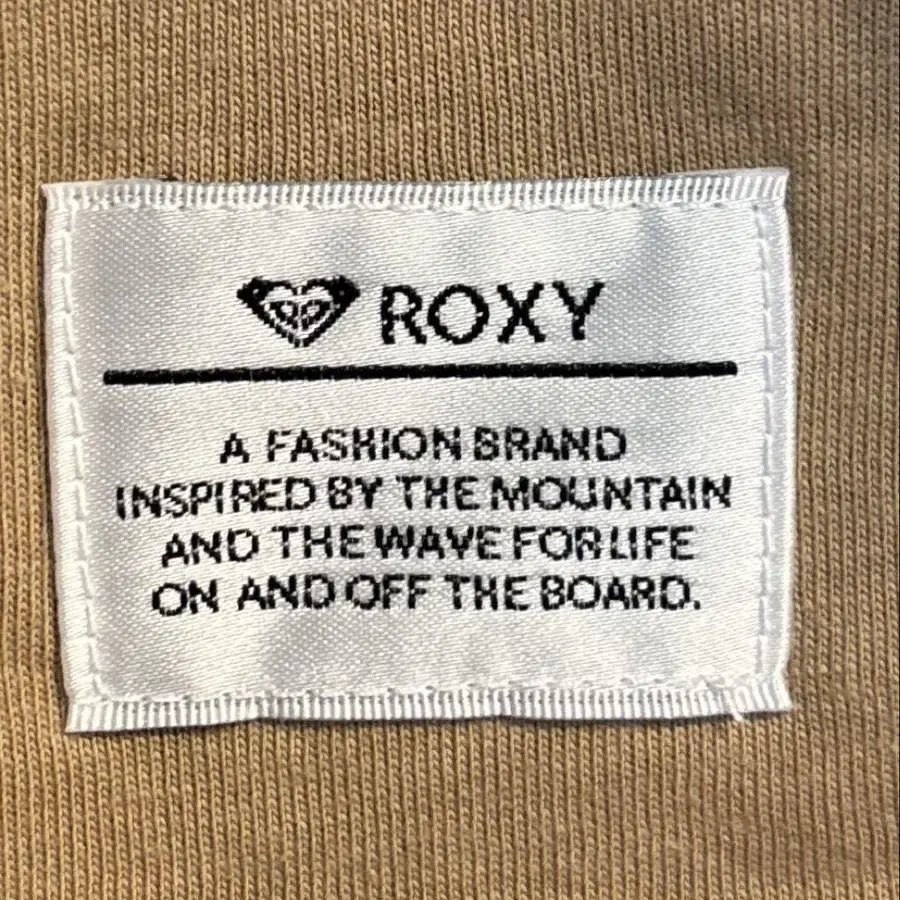 ROXY
A FASHION BRAND
INSPIRED BY THE MOUNTAIN
AND THE WAVE FOR LIFE
ON AND OFF THE BOARD.